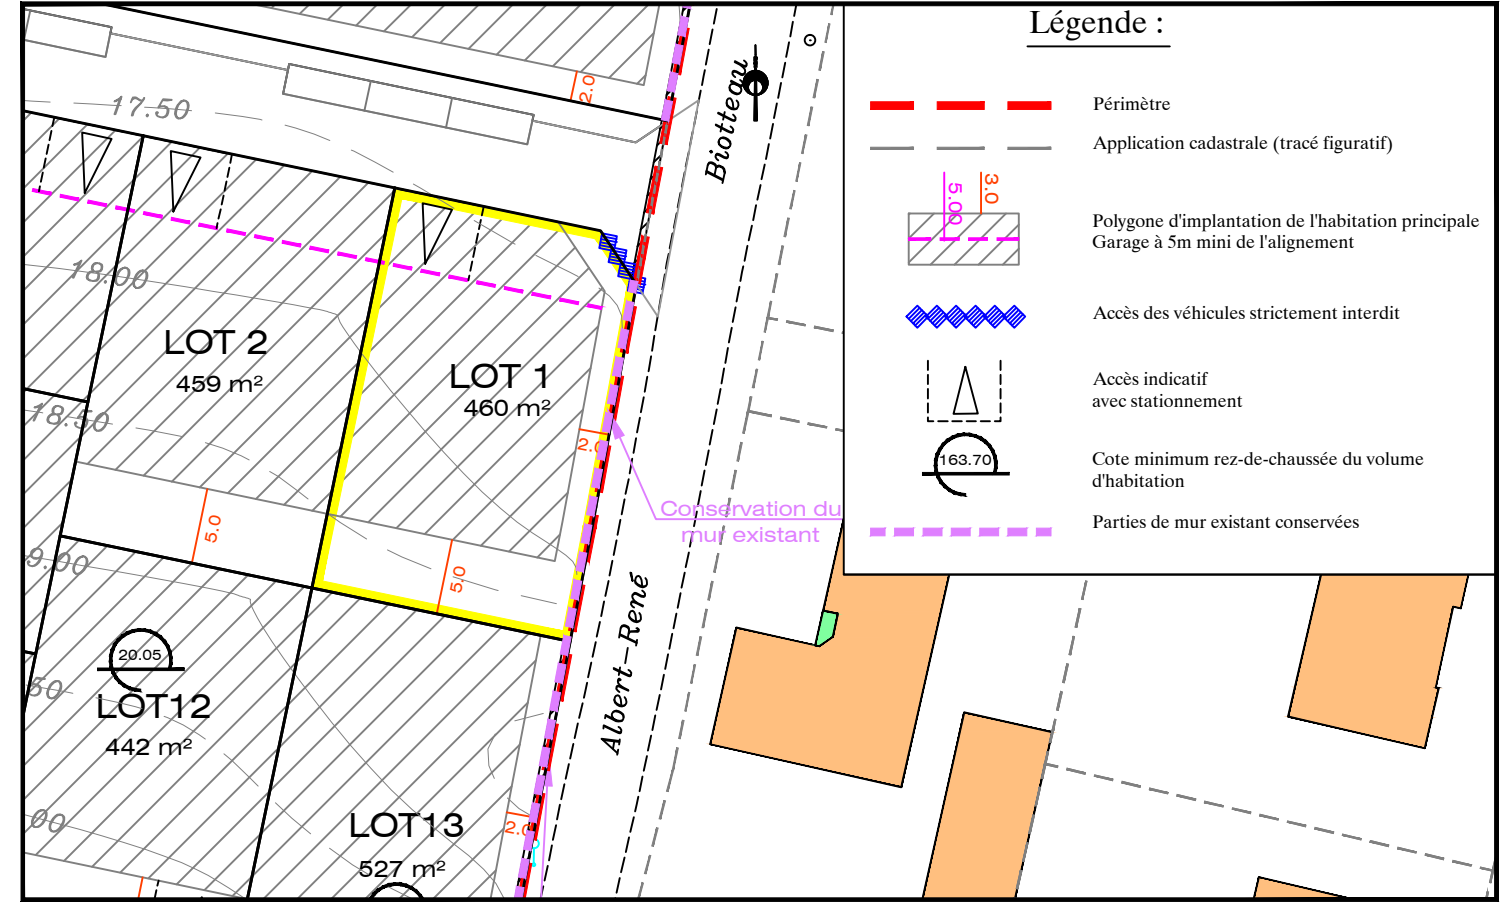 Légende :
Périmètre
Application cadastrale (tracé figuratif)
5.00
3.0
Polygone d'implantation de l'habitation principale
Garage à 5m mini de l'alignement
Accès des véhicules strictement interdit
Accès indicatif
avec stationnement
163.70
Cote minimum rez-de-chaussée du volume
d'habitation
Parties de mur existant conservées
2.0
17.50
Biotteau
18.00
LOT 2
459 m²
LOT 1
460 m²
18.50
2.0
Conservation du
mur existant
5.0
5.0
9.00
Albert-René
20.05
50
LOT12
442 m²
00
LOT13
527 m²
2.0